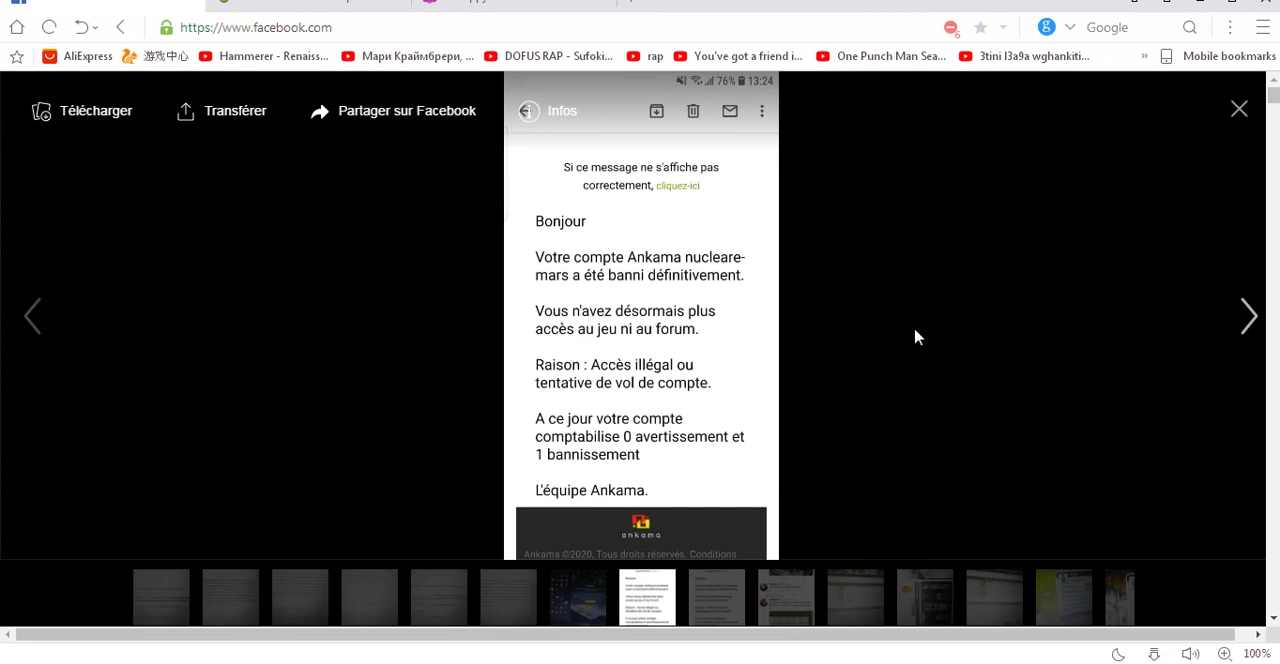 https://www.facebook.com
Google
AliExpress
游戏中心
Hammerer - Renaiss...
Мари Краймбрери, ...
DOFUS RAP - Sufoki...
rap
You've got a friend i...
One Punch Man Sea...
3tini l3a9a wghankiti...
»
Mobile bookmarks
76% 13:24
Télécharger
Transférer
Partager sur Facebook
Infos
Si ce message ne s'affiche pas
correctement, cliquez-ici
Bonjour
Votre compte Ankama nucleare-
mars a été banni définitivement.
Vous n'avez désormais plus
accès au jeu ni au forum.
Raison : Accès illégal ou
tentative de vol de compte.
A ce jour votre compte
comptabilise 0 avertissement et
1 bannissement
L'équipe Ankama.
ankama
Ankama ©2020, Tous droits réservés. Conditions
100%